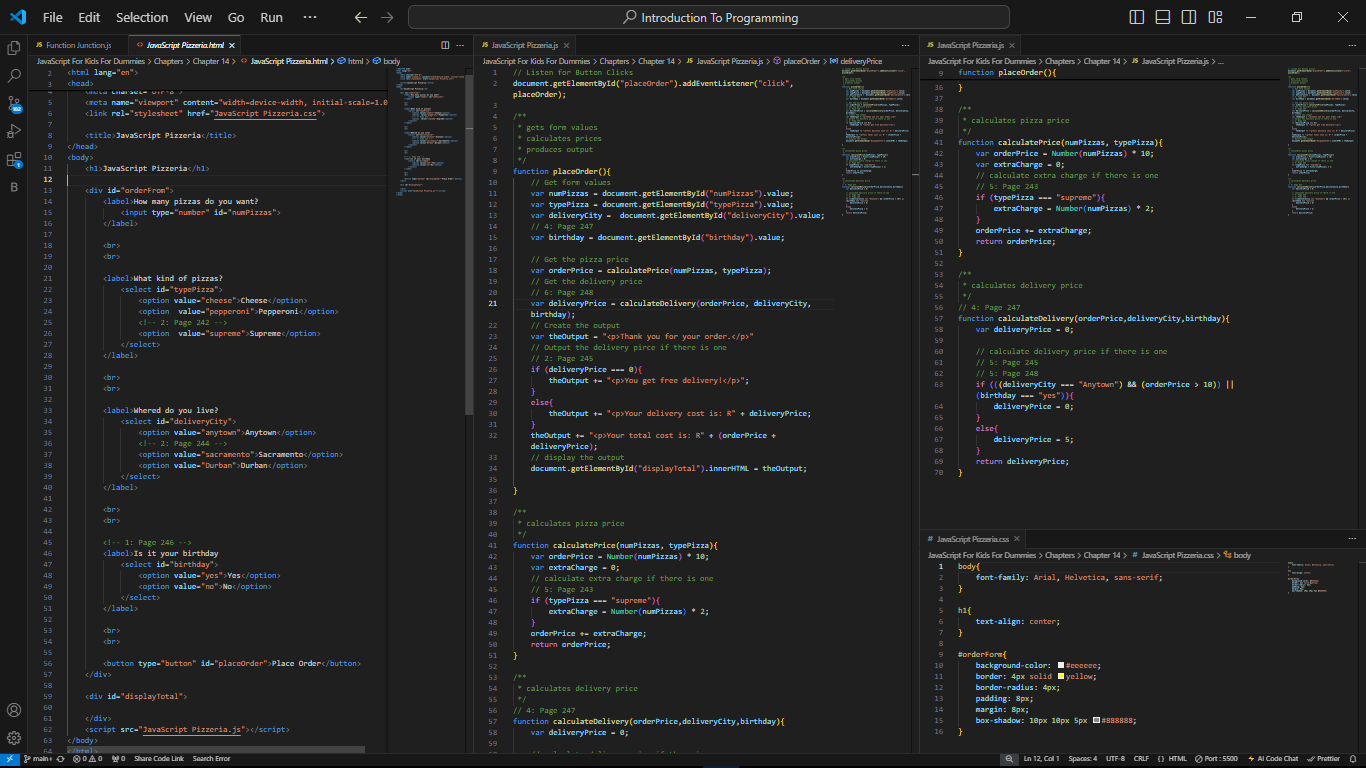 File Edit Selection View Go Run ··· Introduction To Programming
Function Junction.js JavaScript Pizzeria.html
JavaScript For Kids For Dummies > Chapters > Chapter 14 > JavaScript Pizzeria.html > html > body
2 <html lang="en">
3 <head>
4 <meta charset="UTF-8">
5 <meta name="viewport" content="width=device-width, initial-scale=1.0
6 <link rel="stylesheet" href="JavaScript Pizzeria.css">
7
8 <title>JavaScript Pizzeria</title>
9 </head>
10 <body>
11 <h1>JavaScript Pizzeria</h1>
12
13 <div id="orderFrom">
14 <label>How many pizzas do you want?
15 <input type="number" id="numPizzas">
16 </label>
17
18 <br>
19 <br>
20
21 <label>What kind of pizzas?
22 <select id="typePizza">
23 <option value="cheese">Cheese</option>
24 <option value="pepperoni">Pepperoni</option>
25 <!-- 2: Page 242 -->
26 <option value="supreme">Supreme</option>
27 </select>
28 </label>
29
30 <br>
31 <br>
32
33 <label>Whered do you live?
34 <select id="deliveryCity">
35 <option value="anytown">Anytown</option>
36 <!-- 2: Page 244 -->
37 <option value="sacramento">Sacramento</option>
38 <option value="Durban">Durban</option>
39 </select>
40 </label>
41
42 <br>
43 <br>
44
45 <!-- 1: Page 246 -->
46 <label>Is it your birthday
47 <select id="birthday">
48 <option value="yes">Yes</option>
49 <option value="no">No</option>
50 </select>
51 </label>
52
53 <br>
54 <br>
55
56 <button type="button" id="placeOrder">Place Order</button>
57 </div>
58
59 <div id="displayTotal">
60
61 </div>
62 <script src="JavaScript Pizzeria.js"></script>
63 </body>
64 </html>
JavaScript Pizzeria.js
JavaScript For Kids For Dummies > Chapters > Chapter 14 > JavaScript Pizzeria.js > placeOrder > deliveryPrice
1 // Listen for Button Clicks
2 document.getElementById("placeOrder").addEventListener("click",
placeOrder);
3
4 /**
5 * gets form values
6 * calculates prices
7 * produces output
8 */
9 function placeOrder(){
10 // Get form values
11 var numPizzas = document.getElementById("numPizzas").value;
12 var typePizza = document.getElementById("typePizza").value;
13 var deliveryCity = document.getElementById("deliveryCity").value;
14 // 4: Page 247
15 var birthday = document.getElementById("birthday").value;
16
17 // Get the pizza price
18 var orderPrice = calculatePrice(numPizzas, typePizza);
19 // Get the delivery price
20 // 6: Page 248
21 var deliveryPrice = calculateDelivery(orderPrice, deliveryCity,
birthday);
22 // Create the output
23 var theOutput = "<p>Thank you for your order.</p>"
24 // Output the delivery pirce if there is one
25 // 2: Page 245
26 if (deliveryPrice === 0){
27 theOutput += "<p>You get free delivery!</p>";
28 }
29 else{
30 theOutput += "<p>Your delivery cost is: R" + deliveryPrice;
31 }
32 theOutput += "<p>Your total cost is: R" + (orderPrice +
deliveryPrice);
33 // display the output
34 document.getElementById("displayTotal").innerHTML = theOutput;
35
36 }
37
38 /**
39 * calculates pizza price
40 */
41 function calculatePrice(numPizzas, typePizza){
42 var orderPrice = Number(numPizzas) * 10;
43 var extraCharge = 0;
44 // calculate extra charge if there is one
45 // 5: Page 243
46 if (typePizza === "supreme"){
47 extraCharge = Number(numPizzas) * 2;
48 }
49 orderPrice += extraCharge;
50 return orderPrice;
51 }
52
53 /**
54 * calculates delivery price
55 */
56 // 4: Page 247
57 function calculateDelivery(orderPrice,deliveryCity,birthday){
58 var deliveryPrice = 0;
59
JavaScript Pizzeria.js
JavaScript For Kids For Dummies > Chapters > Chapter 14 > JavaScript Pizzeria.js > ...
9 function placeOrder(){
36 }
37
38 /**
39 * calculates pizza price
40 */
41 function calculatePrice(numPizzas, typePizza){
42 var orderPrice = Number(numPizzas) * 10;
43 var extraCharge = 0;
44 // calculate extra charge if there is one
45 // 5: Page 243
46 if (typePizza === "supreme"){
47 extraCharge = Number(numPizzas) * 2;
48 }
49 orderPrice += extraCharge;
50 return orderPrice;
51 }
52
53 /**
54 * calculates delivery price
55 */
56 // 4: Page 247
57 function calculateDelivery(orderPrice,deliveryCity,birthday){
58 var deliveryPrice = 0;
59
60 // calculate delivery price if there is one
61 // 5: Page 245
62 // 5: Page 248
63 if (((deliveryCity === "Anytown") && (orderPrice > 10)) ||
(birthday === "yes")){
64 deliveryPrice = 0;
65 }
66 else{
67 deliveryPrice = 5;
68 }
69 return deliveryPrice;
70 }
JavaScript Pizzeria.css
JavaScript For Kids For Dummies > Chapters > Chapter 14 > JavaScript Pizzeria.css > body
1 body{
2 font-family: Arial, Helvetica, sans-serif;
3 }
4
5 h1{
6 text-align: center;
7 }
8
9 #orderForm{
10 background-color: #eeeeee;
11 border: 4px solid yellow;
12 border-radius: 4px;
13 padding: 8px;
14 margin: 8px;
15 box-shadow: 10px 10px 5px #888888;
16 }
main+ 0 0 0 Share Code Link Search Error Ln 12, Col 1 Spaces: 4 UTF-8 CRLF {} HTML Port : 5500 AI Code Chat Prettier